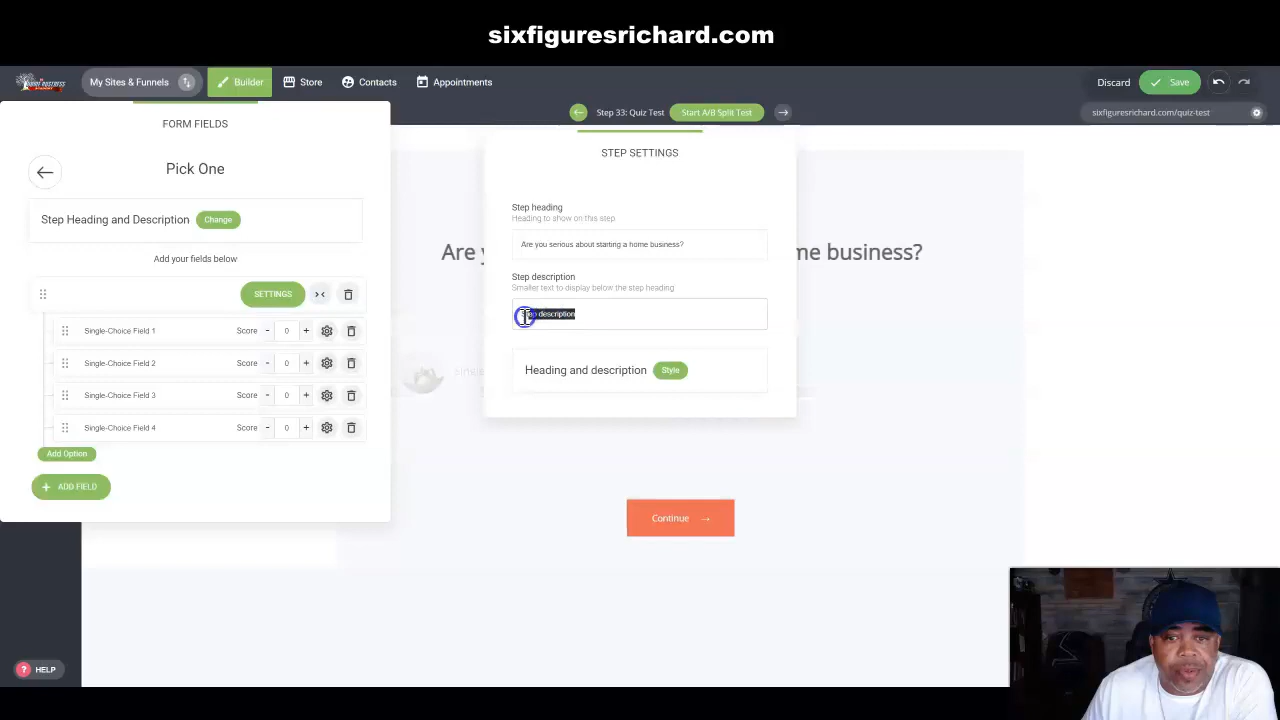 sixfiguresrichard.com
My Sites & Funnels
Builder
Store
Contacts
Appointments
Discard
Save
Step 33: Quiz Test
Start A/B Split Test
sixfiguresrichard.com/quiz-test
FORM FIELDS
Pick One
Step Heading and Description
Change
Add your fields below
SETTINGS
Single-Choice Field 1 Score - 0 +
Single-Choice Field 2 Score - 0 +
Single-Choice Field 3 Score - 0 +
Single-Choice Field 4 Score - 0 +
Add Option
+ ADD FIELD
STEP SETTINGS
Step heading
Heading to show on this step
Are you serious about starting a home business?
Step description
Smaller text to display below the step heading
Step description
Heading and description
Style
Are
me business?
Continue →
? HELP